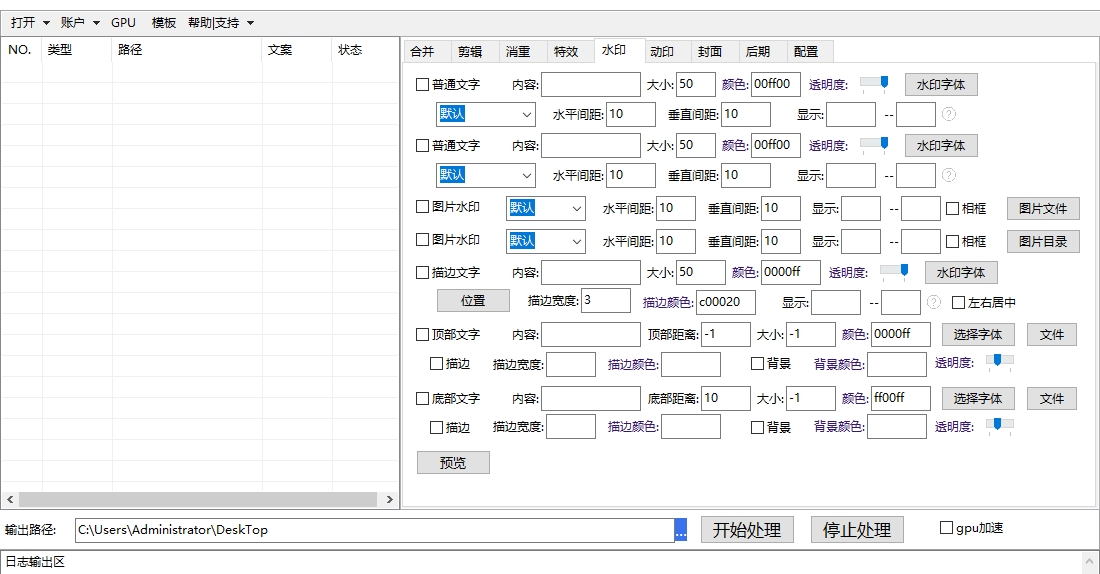 打开 账户 GPU 模板 帮助|支持
NO. 类型 路径 文案 状态
合并 剪辑 消重 特效 水印 动印 封面 后期 配置
普通文字 内容: 大小: 50 颜色: 00ff00 透明度: 水印字体
默认 水平间距: 10 垂直间距: 10 显示: -- ?
普通文字 内容: 大小: 50 颜色: 00ff00 透明度: 水印字体
默认 水平间距: 10 垂直间距: 10 显示: -- ?
图片水印 默认 水平间距: 10 垂直间距: 10 显示: -- 相框 图片文件
图片水印 默认 水平间距: 10 垂直间距: 10 显示: -- 相框 图片目录
描边文字 内容: 大小: 50 颜色: 0000ff 透明度: 水印字体
位置 描边宽度: 3 描边颜色: c00020 显示: -- ? 左右居中
顶部文字 内容: 顶部距离: -1 大小: -1 颜色: 0000ff 选择字体 文件
描边 描边宽度: 描边颜色: 背景 背景颜色: 透明度:
底部文字 内容: 底部距离: 10 大小: -1 颜色: ff00ff 选择字体 文件
描边 描边宽度: 描边颜色: 背景 背景颜色: 透明度:
预览
输出路径: C:\Users\Administrator\DeskTop ... 开始处理 停止处理 gpu加速
日志输出区